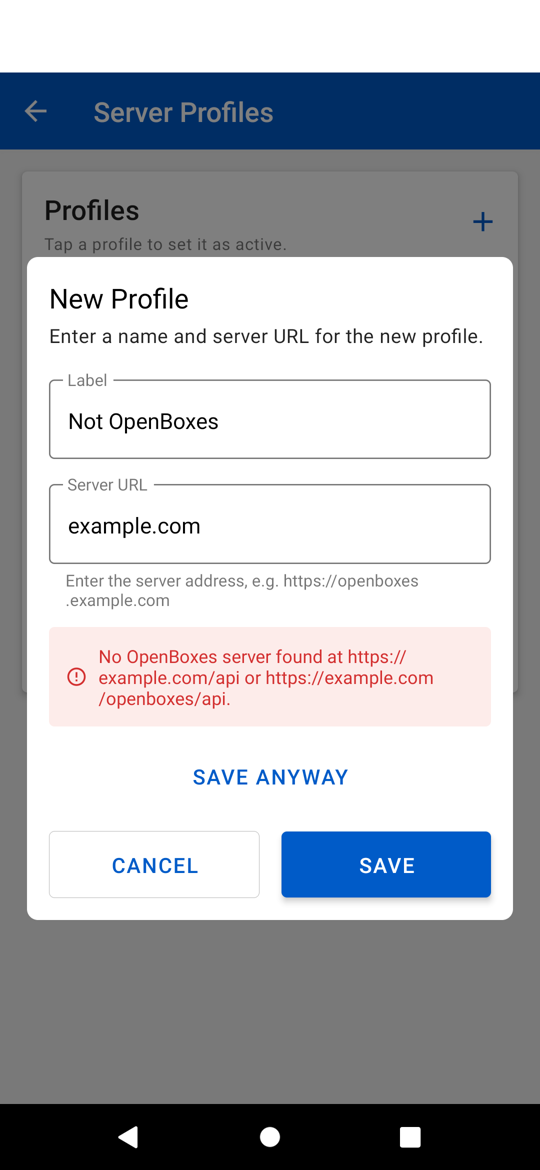 Server Profiles
Profiles
Tap a profile to set it as active.
New Profile
Enter a name and server URL for the new profile.
Label
Not OpenBoxes
Server URL
example.com
Enter the server address, e.g. https://openboxes
.example.com
No OpenBoxes server found at https://
example.com/api or https://example.com
/openboxes/api.
SAVE ANYWAY
CANCEL
SAVE